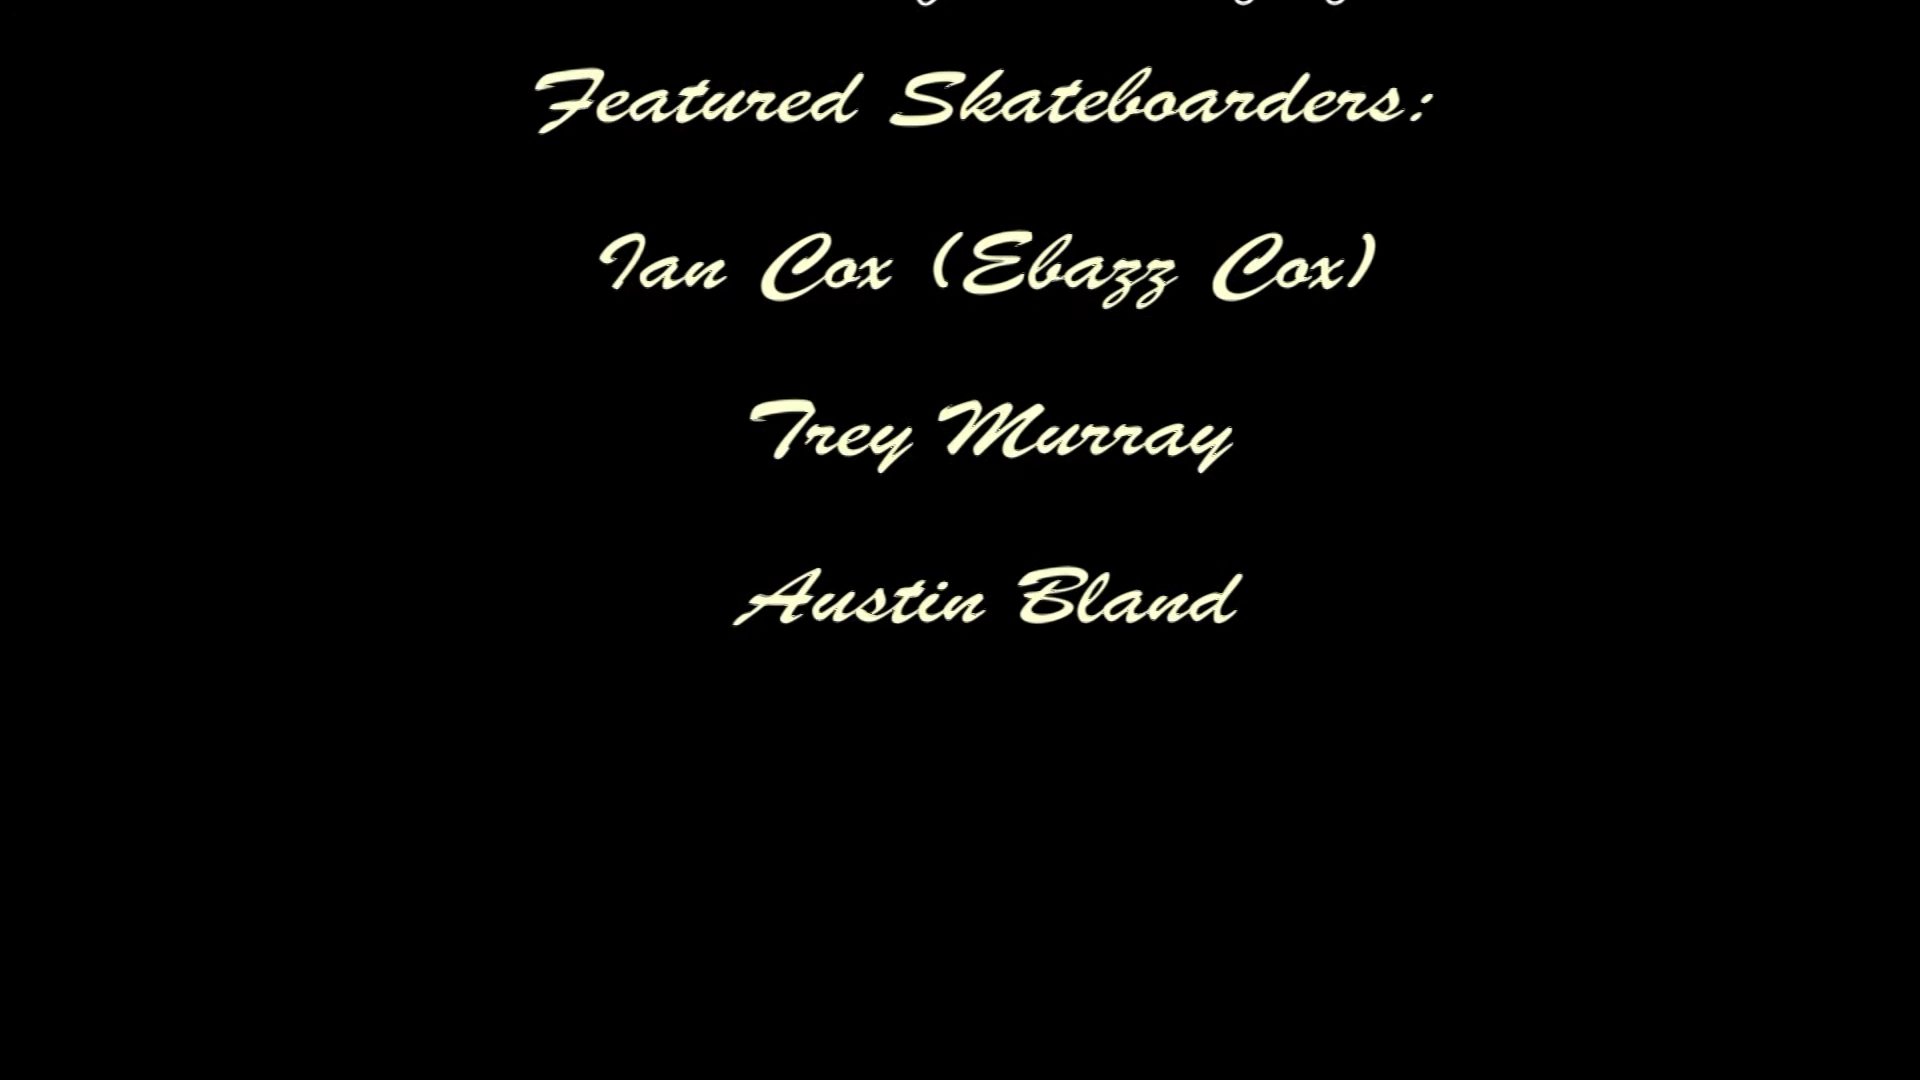 Featured Skateboarders:
Ian Cox (Ebazz Cox)
Trey Murray
Austin Bland